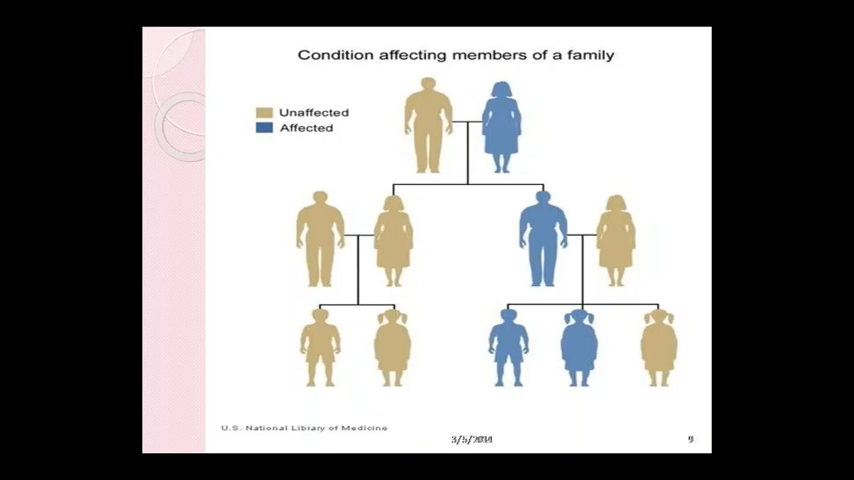 Condition affecting members of a family
Unaffected
Affected
U.S. National Library of Medicine